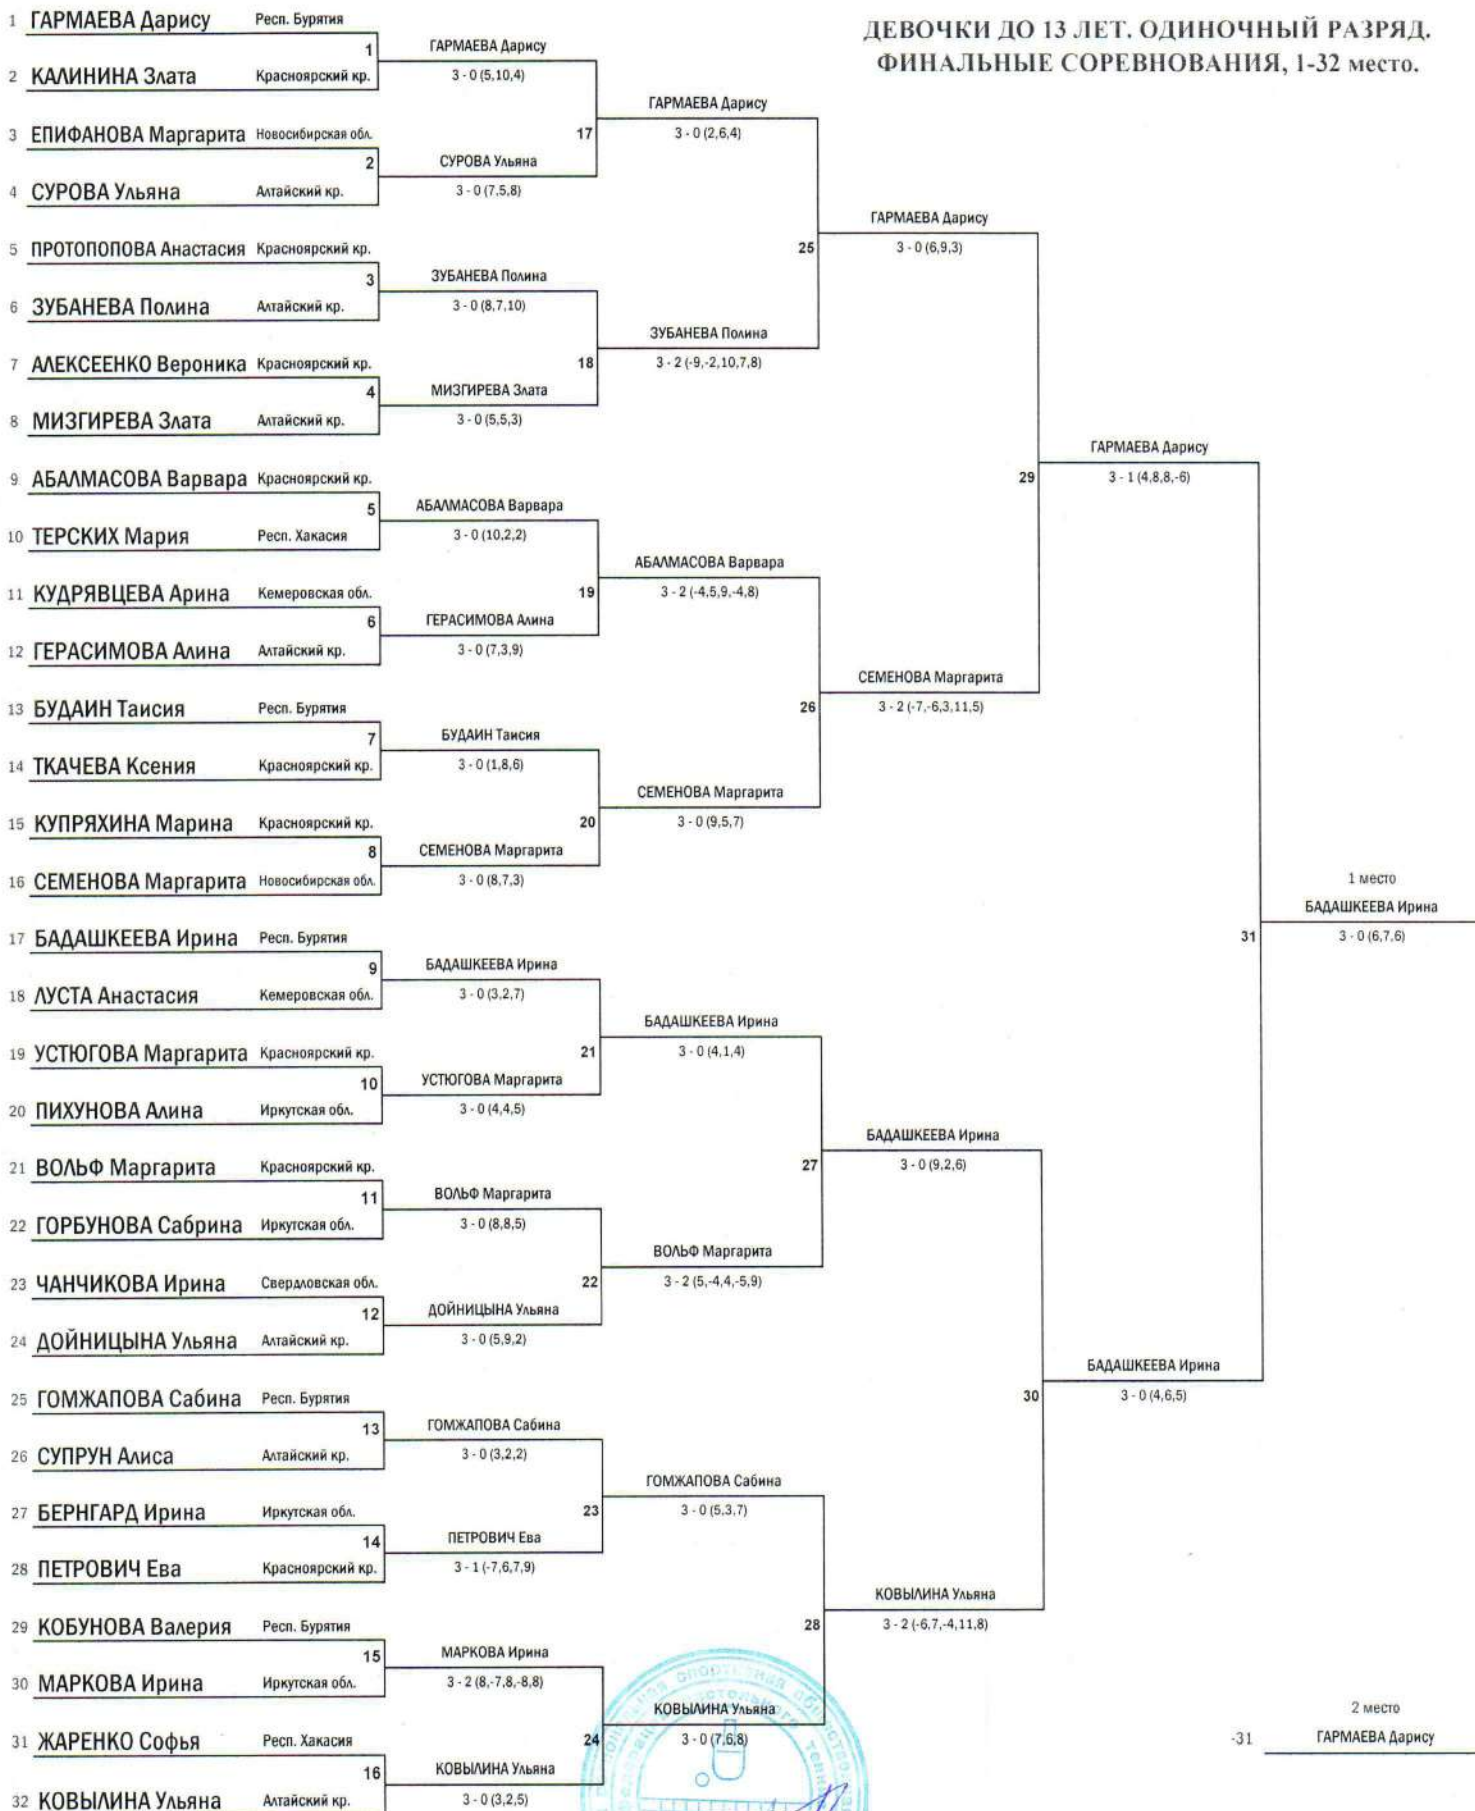 ДЕВОЧКИ ДО 13 ЛЕТ. ОДИНОЧНЫЙ РАЗРЯД.
ФИНАЛЬНЫЕ СОРЕВНОВАНИЯ, 1-32 место.
1 ГАРМАЕВА Дарису Респ. Бурятия
1
2 КАЛИНИНА Злата Красноярский кр.
3 ЕПИФАНОВА Маргарита Новосибирская обл.
2
4 СУРОВА Ульяна Алтайский кр.
5 ПРОТОПОПОВА Анастасия Красноярский кр.
3
6 ЗУБАНЕВА Полина Алтайский кр.
7 АЛЕКСЕЕНКО Вероника Красноярский кр.
4
8 МИЗГИРЕВА Злата Алтайский кр.
9 АБАЛМАСОВА Варвара Красноярский кр.
5
10 ТЕРСКИХ Мария Респ. Хакасия
11 КУДРЯВЦЕВА Арина Кемеровская обл.
6
12 ГЕРАСИМОВА Алина Алтайский кр.
13 БУДАИН Таисия Респ. Бурятия
7
14 ТКАЧЕВА Ксения Красноярский кр.
15 КУПРЯХИНА Марина Красноярский кр.
8
16 СЕМЕНОВА Маргарита Новосибирская обл.
17 БАДАШКЕЕВА Ирина Респ. Бурятия
9
18 ЛУСТА Анастасия Кемеровская обл.
19 УСТЮГОВА Маргарита Красноярский кр.
10
20 ПИХУНОВА Алина Иркутская обл.
21 ВОЛЬФ Маргарита Красноярский кр.
11
22 ГОРБУНОВА Сабрина Иркутская обл.
23 ЧАНЧИКОВА Ирина Свердловская обл.
12
24 ДОЙНИЦЫНА Ульяна Алтайский кр.
25 ГОМЖАПОВА Сабина Респ. Бурятия
13
26 СУПРУН Алиса Алтайский кр.
27 БЕРНГАРД Ирина Иркутская обл.
14
28 ПЕТРОВИЧ Ева Красноярский кр.
29 КОБУНОВА Валерия Респ. Бурятия
15
30 МАРКОВА Ирина Иркутская обл.
31 ЖАРЕНКО Софья Респ. Хакасия
16
32 КОВЫЛИНА Ульяна Алтайский кр.
ГАРМАЕВА Дарису
3 - 0 (5,10,4)
17
СУРОВА Ульяна
3 - 0 (7,5,8)
ЗУБАНЕВА Полина
3 - 0 (8,7,10)
18
МИЗГИРЕВА Злата
3 - 0 (5,5,3)
АБАЛМАСОВА Варвара
3 - 0 (10,2,2)
19
ГЕРАСИМОВА Алина
3 - 0 (7,3,9)
БУДАИН Таисия
3 - 0 (1,8,6)
20
СЕМЕНОВА Маргарита
3 - 0 (8,7,3)
БАДАШКЕЕВА Ирина
3 - 0 (3,2,7)
21
УСТЮГОВА Маргарита
3 - 0 (4,4,5)
ВОЛЬФ Маргарита
3 - 0 (8,8,5)
22
ДОЙНИЦЫНА Ульяна
3 - 0 (5,9,2)
ГОМЖАПОВА Сабина
3 - 0 (3,2,2)
23
ПЕТРОВИЧ Ева
3 - 1 (-7,6,7,9)
МАРКОВА Ирина
3 - 2 (8,-7,8,-8,8)
24
КОВЫЛИНА Ульяна
3 - 0 (3,2,5)
ГАРМАЕВА Дарису
3 - 0 (2,6,4)
25
ЗУБАНЕВА Полина
3 - 2 (-9,-2,10,7,8)
АБАЛМАСОВА Варвара
3 - 2 (-4,5,9,-4,8)
26
СЕМЕНОВА Маргарита
3 - 0 (9,5,7)
БАДАШКЕЕВА Ирина
3 - 0 (4,1,4)
27
ВОЛЬФ Маргарита
3 - 2 (5,-4,4,-5,9)
ГОМЖАПОВА Сабина
3 - 0 (5,3,7)
28
КОВЫЛИНА Ульяна
3 - 0 (7,6,8)
ГАРМАЕВА Дарису
3 - 0 (6,9,3)
29
СЕМЕНОВА Маргарита
3 - 2 (-7,-6,3,11,5)
БАДАШКЕЕВА Ирина
3 - 0 (9,2,6)
30
КОВЫЛИНА Ульяна
3 - 2 (-6,7,-4,11,8)
ГАРМАЕВА Дарису
3 - 1 (4,8,8,-6)
31
БАДАШКЕЕВА Ирина
3 - 0 (4,6,5)
1 место
БАДАШКЕЕВА Ирина
3 - 0 (6,7,6)
2 место
-31 ГАРМАЕВА Дарису